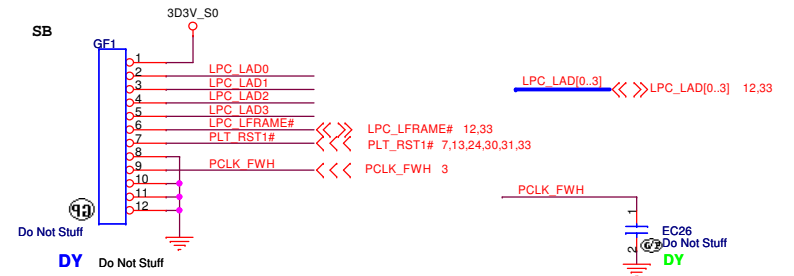 3D3V_S0
SB
GF1
1
2 LPC_LAD0
3 LPC_LAD1
4 LPC_LAD2
5 LPC_LAD3
6 LPC_LFRAME# LPC_LFRAME# 12,33
7 PLT_RST1# PLT_RST1# 7,13,24,30,31,33
8
9 PCLK_FWH PCLK_FWH 3
10
11
12
Do Not Stuff
DY Do Not Stuff
LPC_LAD[0..3] LPC_LAD[0..3] 12,33
PCLK_FWH
1
EC26
2 Do Not Stuff
DY